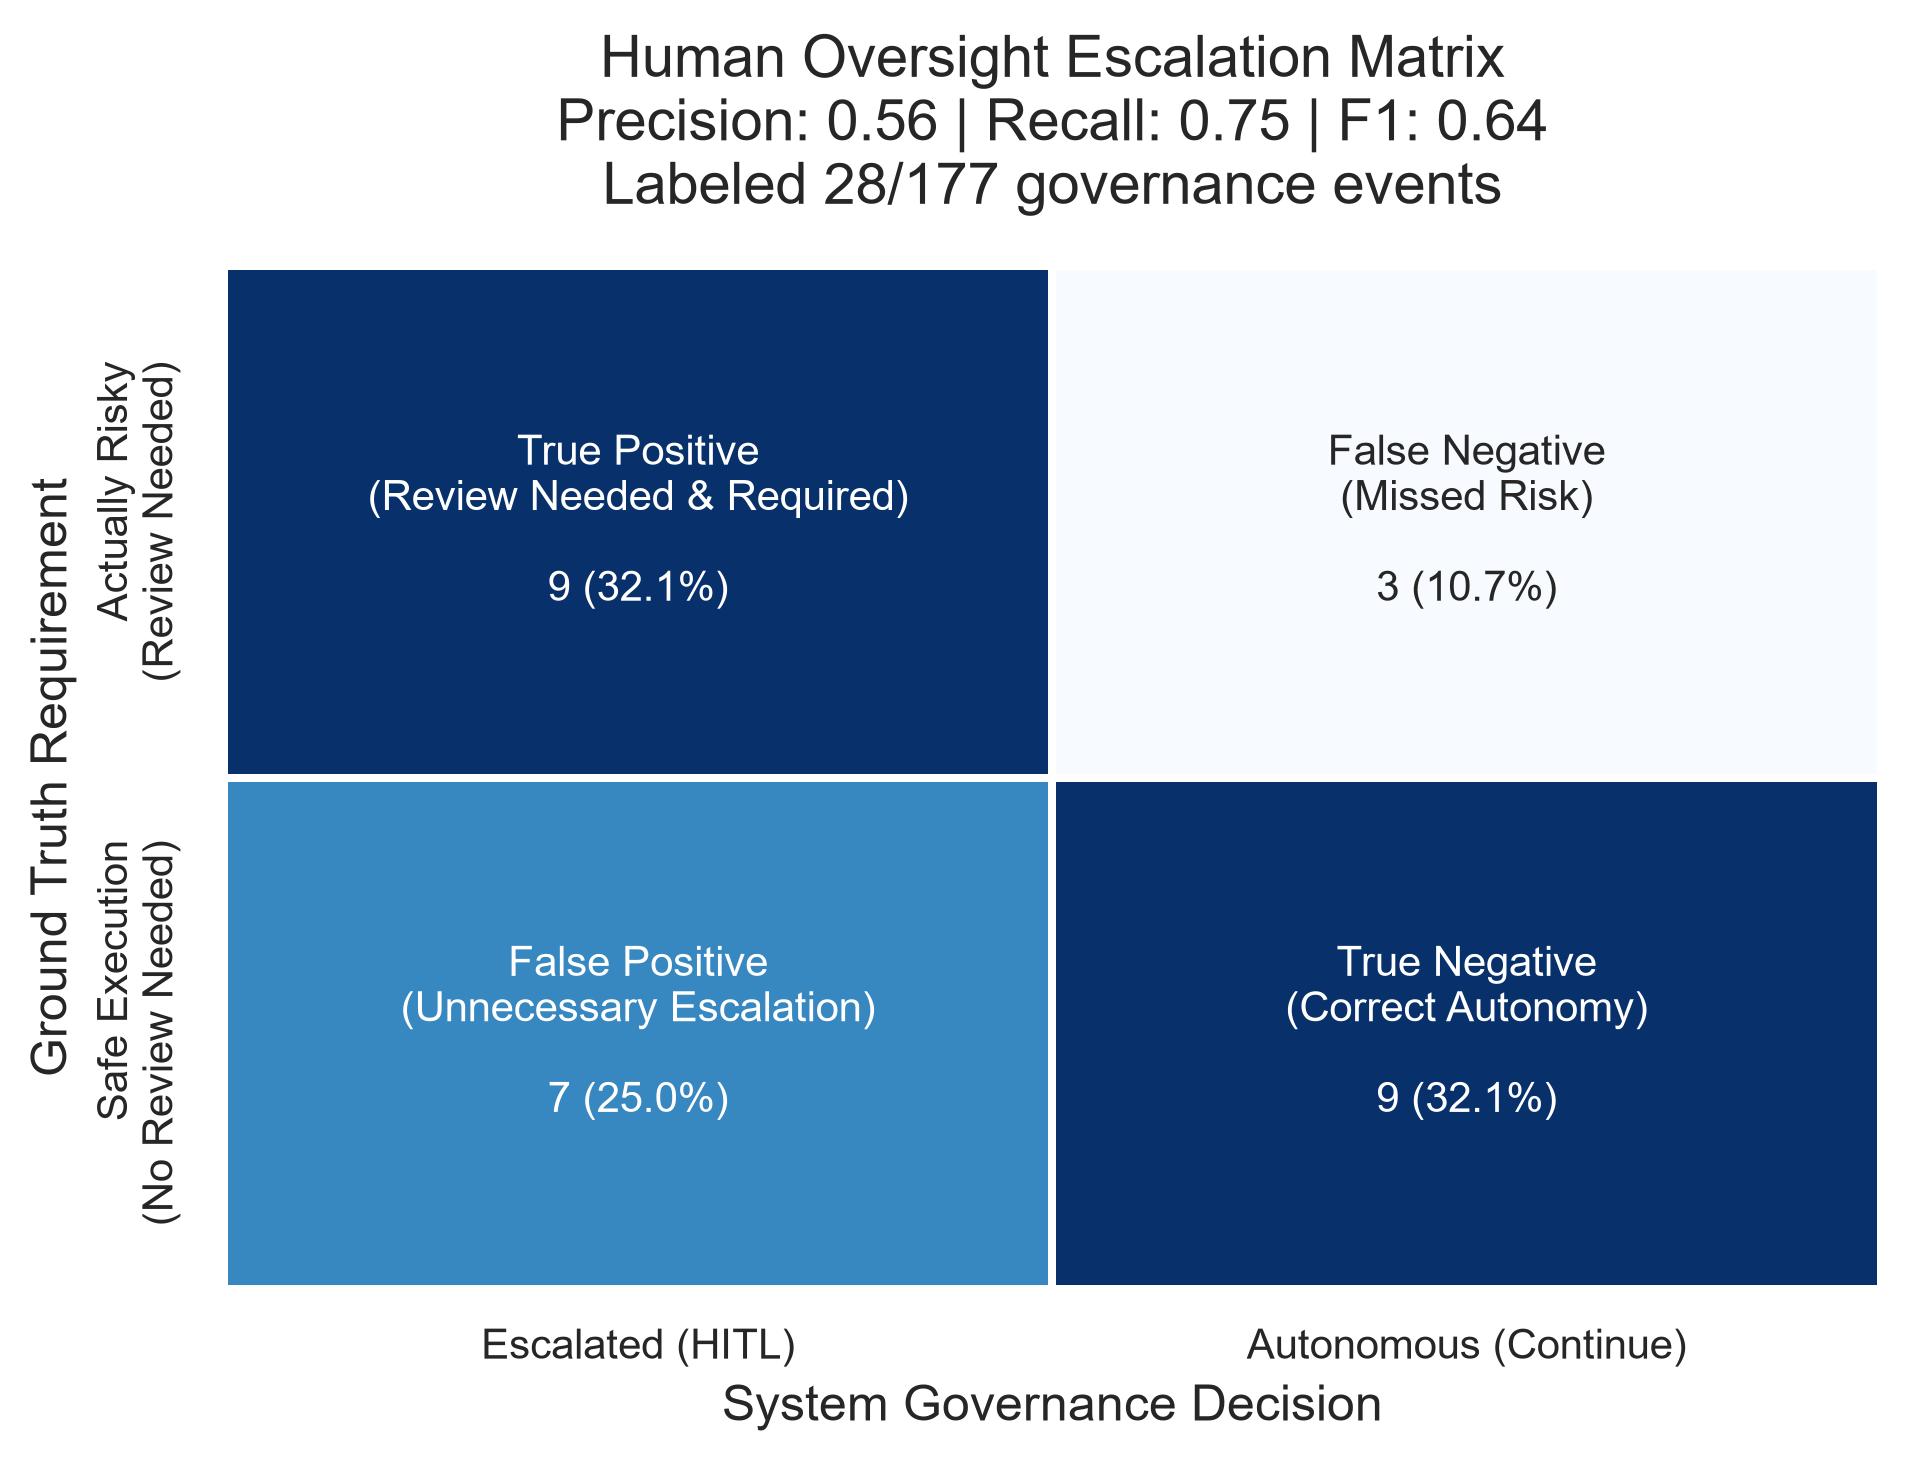 Human Oversight Escalation Matrix
Precision: 0.56 | Recall: 0.75 | F1: 0.64
Labeled 28/177 governance events
Ground Truth Requirement
Actually Risky
(Review Needed)
True Positive
(Review Needed & Required)
9 (32.1%)
False Negative
(Missed Risk)
3 (10.7%)
Safe Execution
(No Review Needed)
False Positive
(Unnecessary Escalation)
7 (25.0%)
True Negative
(Correct Autonomy)
9 (32.1%)
Escalated (HITL)
Autonomous (Continue)
System Governance Decision